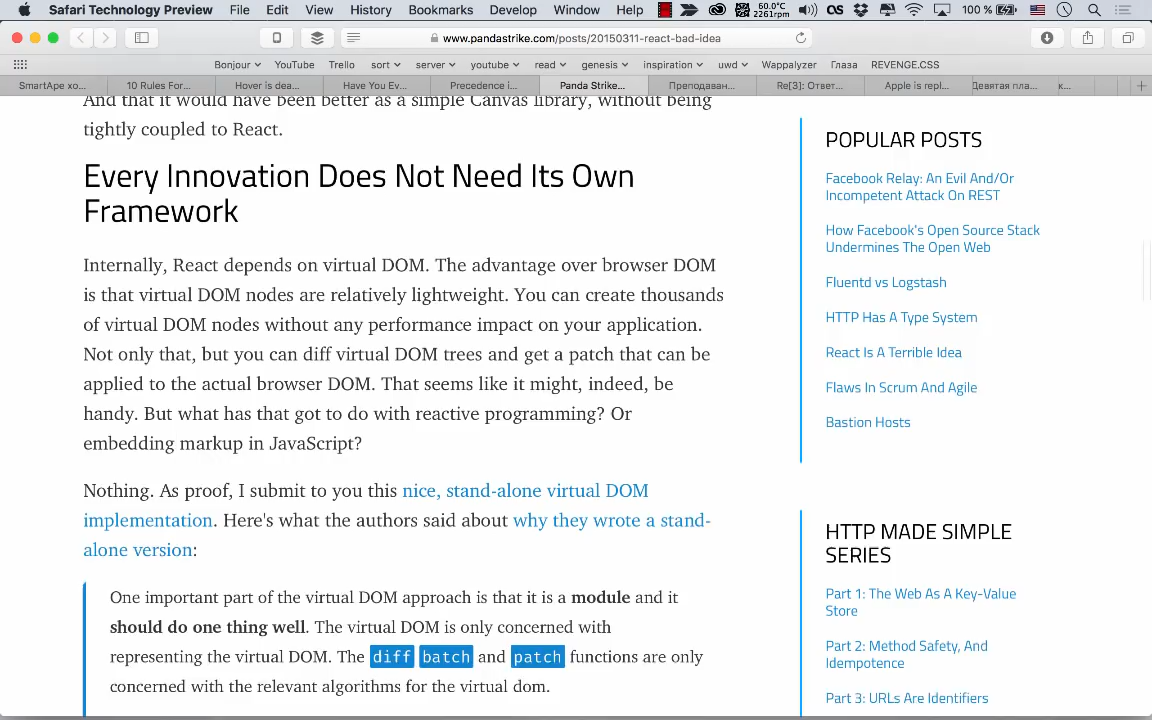 Safari Technology Preview File Edit View History Bookmarks Develop Window Help 60.0°C 2261rpm 100 %
www.pandastrike.com/posts/20150311-react-bad-idea
Bonjour YouTube Trello sort server youtube read genesis inspiration uwd Wappalyzer Глаза REVENGE.CSS
SmartApe хо... 10 Rules For... Hover is dea... Have You Ev... Precedence i... Panda Strike... Преподаван... Re[3]: Ответ... Apple is repl... Девятая пла... к...
And that it would have been better as a simple Canvas library, without being
tightly coupled to React.
Every Innovation Does Not Need Its Own
Framework
Internally, React depends on virtual DOM. The advantage over browser DOM
is that virtual DOM nodes are relatively lightweight. You can create thousands
of virtual DOM nodes without any performance impact on your application.
Not only that, but you can diff virtual DOM trees and get a patch that can be
applied to the actual browser DOM. That seems like it might, indeed, be
handy. But what has that got to do with reactive programming? Or
embedding markup in JavaScript?
Nothing. As proof, I submit to you this nice, stand-alone virtual DOM
implementation. Here's what the authors said about why they wrote a stand-
alone version:
One important part of the virtual DOM approach is that it is a module and it
should do one thing well. The virtual DOM is only concerned with
representing the virtual DOM. The diff batch and patch functions are only
concerned with the relevant algorithms for the virtual dom.
POPULAR POSTS
Facebook Relay: An Evil And/Or
Incompetent Attack On REST
How Facebook's Open Source Stack
Undermines The Open Web
Fluentd vs Logstash
HTTP Has A Type System
React Is A Terrible Idea
Flaws In Scrum And Agile
Bastion Hosts
HTTP MADE SIMPLE
SERIES
Part 1: The Web As A Key-Value
Store
Part 2: Method Safety, And
Idempotence
Part 3: URLs Are Identifiers